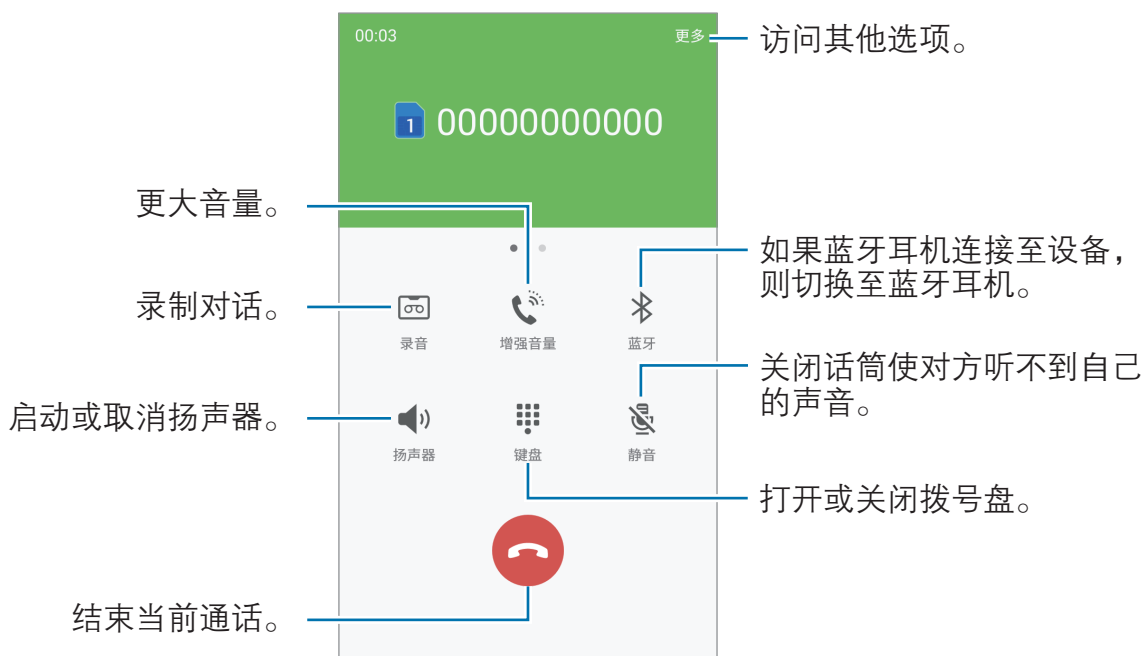 00:03
更多
访问其他选项。
1
00000000000
更大音量。
如果蓝牙耳机连接至设备，
则切换至蓝牙耳机。
录制对话。
录音
增强音量
蓝牙
关闭话筒使对方听不到自己
的声音。
启动或取消扬声器。
扬声器
键盘
静音
打开或关闭拨号盘。
结束当前通话。